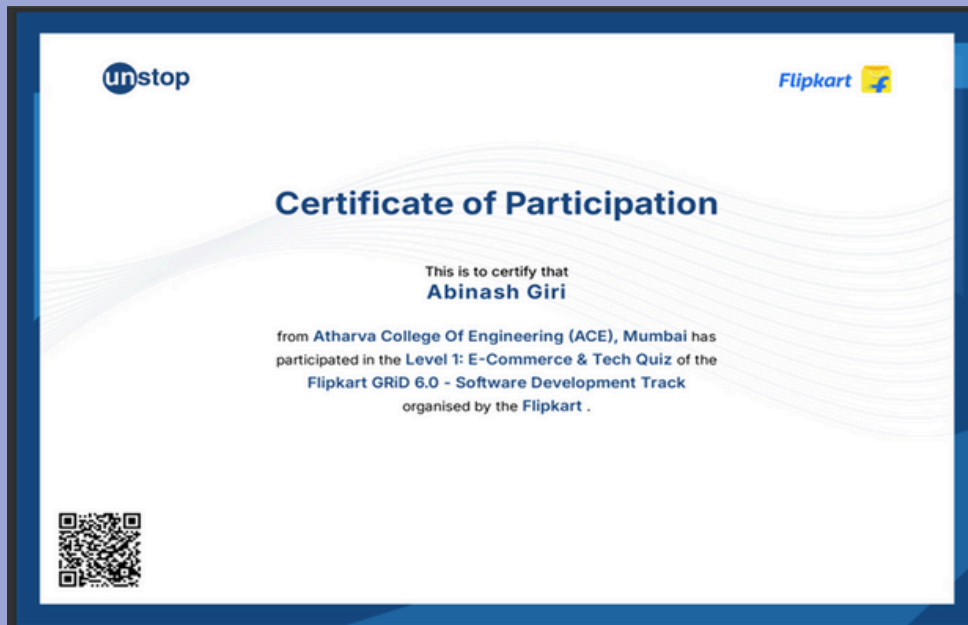 unstop
Flipkart
Certificate of Participation
This is to certify that
Abinash Giri
from Atharva College Of Engineering (ACE), Mumbai has
participated in the Level 1: E-Commerce & Tech Quiz of the
Flipkart GRiD 6.0 - Software Development Track
organised by the Flipkart .